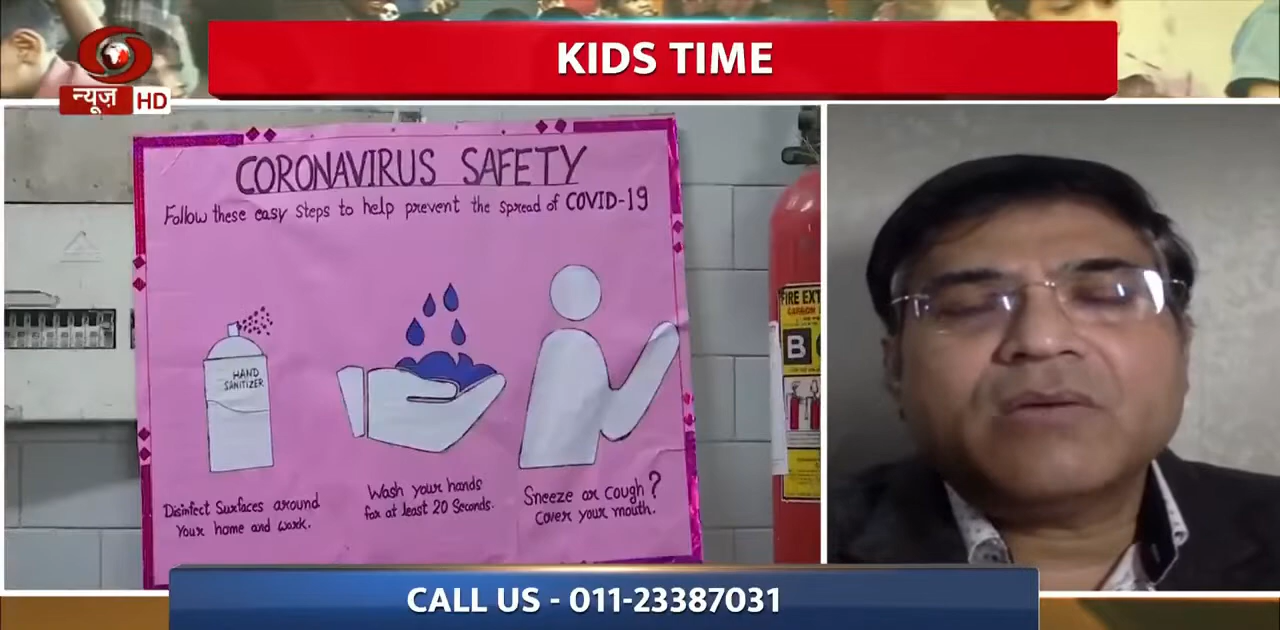 KIDS TIME
न्यूज़ HD
CORONAVIRUS SAFETY
Follow these easy Steps to help prevent the Spread of COVID-19
HAND
SANITIZER
Disinfect Surfaces around
Your home and work.
Wash your hands
for at least 20 Seconds.
Sneeze or Cough?
Cover your mouth.
FIRE EXT
B
CALL US - 011-23387031